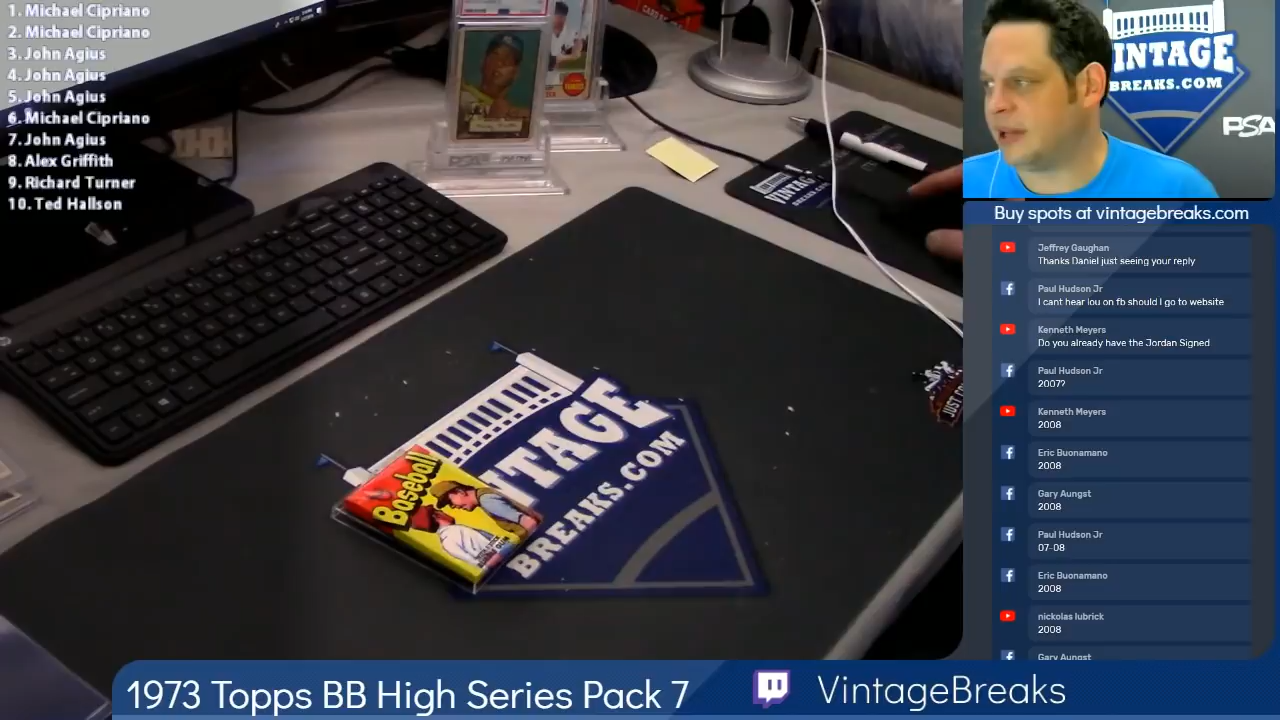 1. Michael Cipriano
2. Michael Cipriano
3. John Agius
4. John Agius
5. John Agius
6. Michael Cipriano
7. John Agius
8. Alex Griffith
9. Richard Turner
10. Ted Hallson
VINTAGE
BREAKS.COM
PSA
Buy spots at vintagebreaks.com
Jeffrey Gaughan
Thanks Daniel just seeing your reply
Paul Hudson Jr
I cant hear iou on fb should I go to website
Kenneth Meyers
Do you already have the Jordan Signed
Paul Hudson Jr
2007?
Kenneth Meyers
2008
Eric Buonamano
2008
Gary Aungst
2008
Paul Hudson Jr
07-08
Eric Buonamano
2008
nickolas lubrick
2008
Gary Aungst
PSA
VINTAGE
Baseball
NTAGE
BREAKS.COM
JUST
1973 Topps BB High Series Pack 7
VintageBreaks